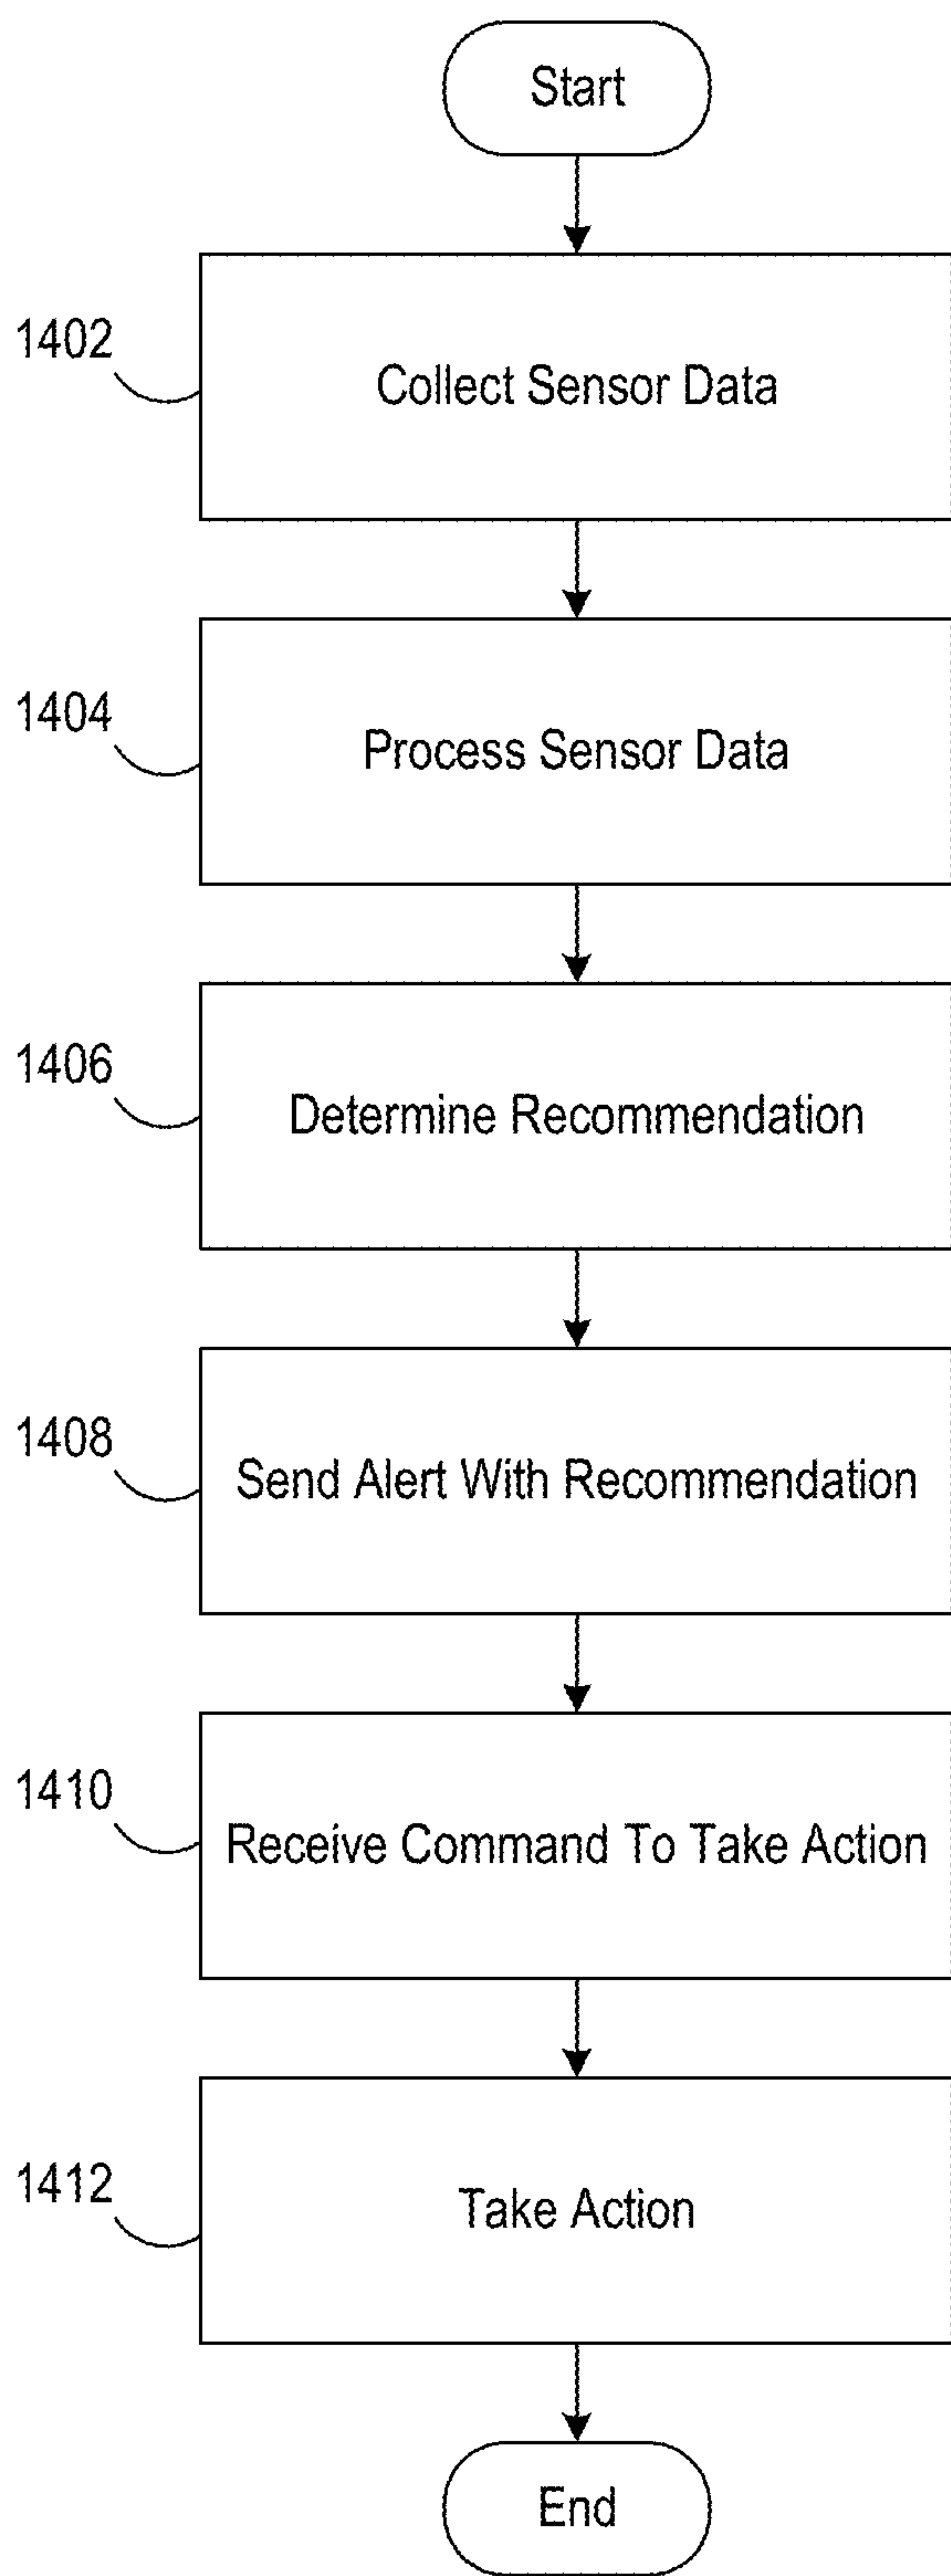 Start
1402
Collect Sensor Data
1404
Process Sensor Data
1406
Determine Recommendation
1408
Send Alert With Recommendation
1410
Receive Command To Take Action
1412
Take Action
End